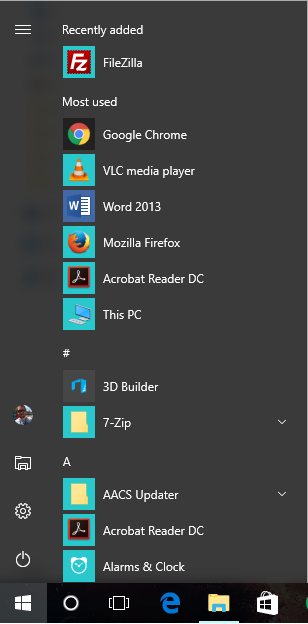 Recently added
FileZilla
Most used
Google Chrome
VLC media player
Word 2013
Mozilla Firefox
Acrobat Reader DC
This PC
#
3D Builder
7-Zip
A
AACS Updater
Acrobat Reader DC
Alarms & Clock